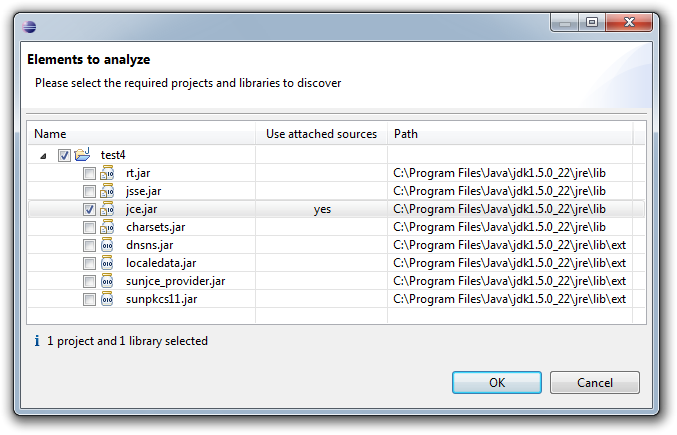 Elements to analyze
Please select the required projects and libraries to discover
Name Use attached sources Path
test4
rt.jar C:\Program Files\Java\jdk1.5.0_22\jre\lib
jsse.jar C:\Program Files\Java\jdk1.5.0_22\jre\lib
jce.jar yes C:\Program Files\Java\jdk1.5.0_22\jre\lib
charsets.jar C:\Program Files\Java\jdk1.5.0_22\jre\lib
dnsns.jar C:\Program Files\Java\jdk1.5.0_22\jre\lib\ext
localedata.jar C:\Program Files\Java\jdk1.5.0_22\jre\lib\ext
sunjce_provider.jar C:\Program Files\Java\jdk1.5.0_22\jre\lib\ext
sunpkcs11.jar C:\Program Files\Java\jdk1.5.0_22\jre\lib\ext
1 project and 1 library selected
OK Cancel